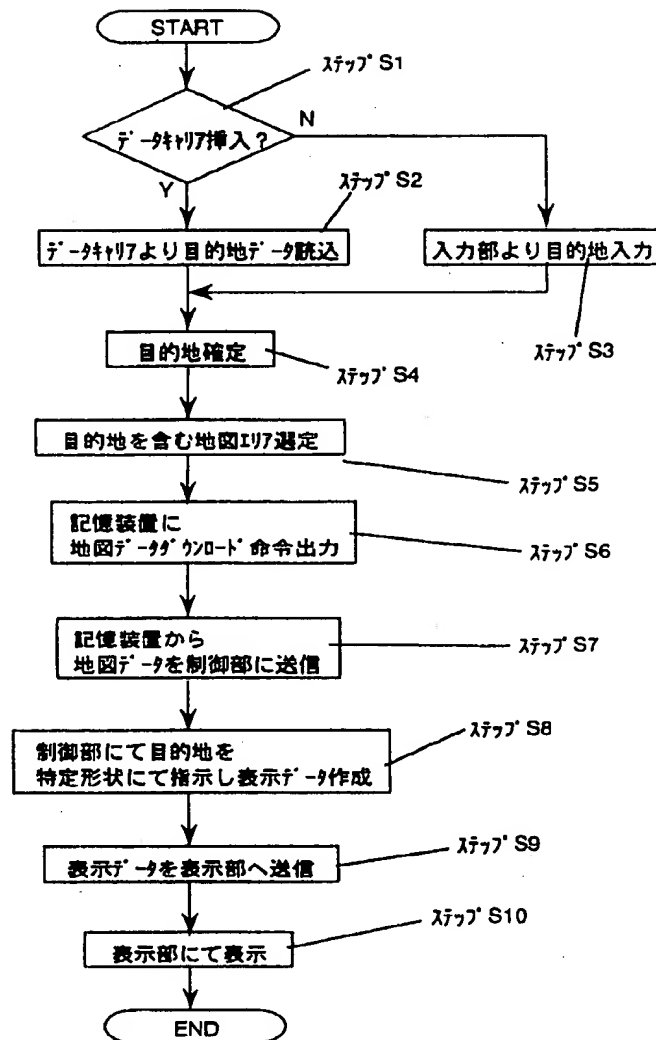 START
ステップ S1
データキャリア挿入?
N
Y
ステップ S2
データキャリアより目的地データ読込
入力部より目的地入力
ステップ S3
目的地確定
ステップ S4
目的地を含む地図エリア選定
ステップ S5
記憶装置に
地図データダウンロード命令出力
ステップ S6
記憶装置から
地図データを制御部に送信
ステップ S7
制御部にて目的地を
特定形状にて指示し表示データ作成
ステップ S8
表示データを表示部へ送信
ステップ S9
表示部にて表示
ステップ S10
END